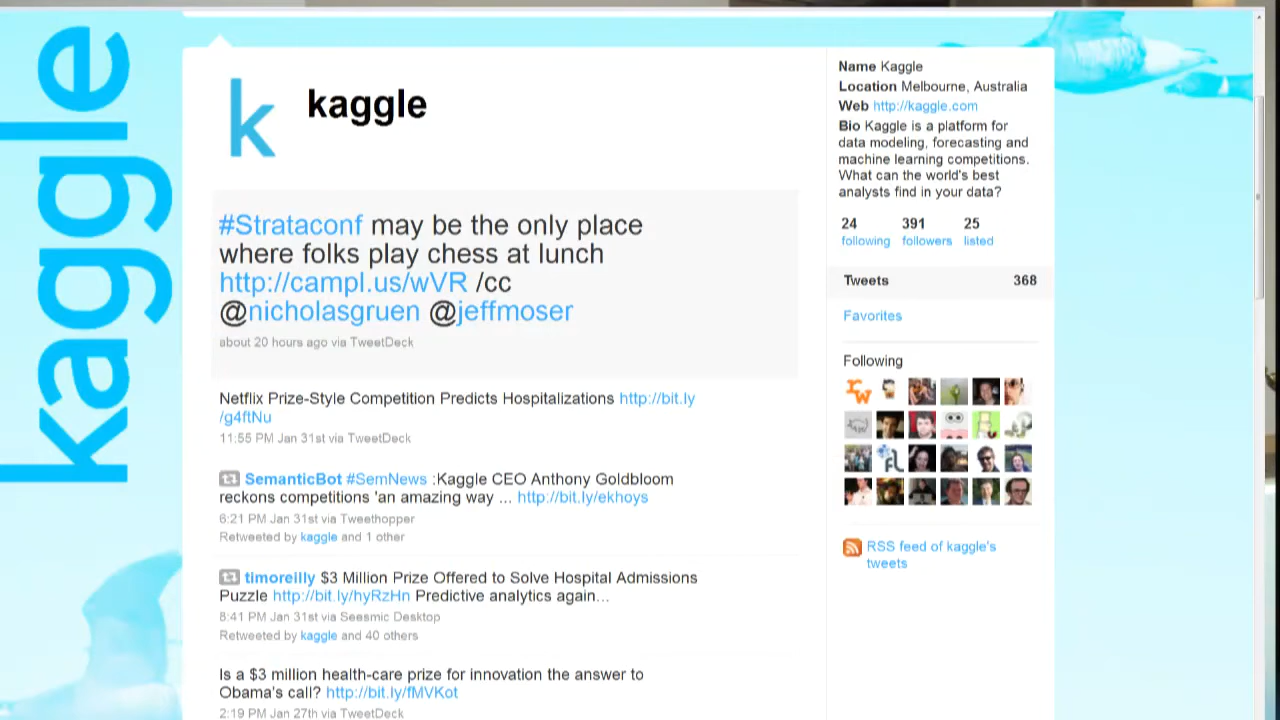 kaggle
k
kaggle
#Strataconf may be the only place
where folks play chess at lunch
http://campl.us/wVR /cc
@nicholasgruen @jeffmoser
about 20 hours ago via TweetDeck
Netflix Prize-Style Competition Predicts Hospitalizations http://bit.ly
/g4ftNu
11:55 PM Jan 31st via TweetDeck
SemanticBot #SemNews :Kaggle CEO Anthony Goldbloom
reckons competitions 'an amazing way ... http://bit.ly/ekhoys
6:21 PM Jan 31st via Tweethopper
Retweeted by kaggle and 1 other
timoreilly $3 Million Prize Offered to Solve Hospital Admissions
Puzzle http://bit.ly/hyRzHn Predictive analytics again...
8:41 PM Jan 31st via Seesmic Desktop
Retweeted by kaggle and 40 others
Is a $3 million health-care prize for innovation the answer to
Obama's call? http://bit.ly/fMVKot
2:19 PM Jan 27th via TweetDeck
Name Kaggle
Location Melbourne, Australia
Web http://kaggle.com
Bio Kaggle is a platform for
data modeling, forecasting and
machine learning competitions.
What can the world's best
analysts find in your data?
24 391 25
following followers listed
Tweets 368
Favorites
Following
rw
FL
RSS feed of kaggle's
tweets